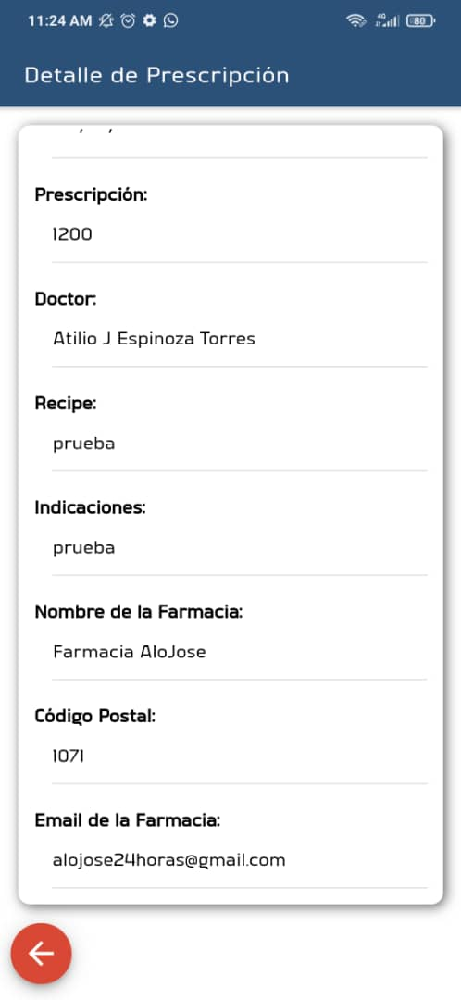 11:24 AM
4G
80
Detalle de Prescripción
Prescripción:
1200
Doctor:
Atilio J Espinoza Torres
Recipe:
prueba
Indicaciones:
prueba
Nombre de la Farmacia:
Farmacia AloJose
Código Postal:
1071
Email de la Farmacia:
alojose24horas@gmail.com